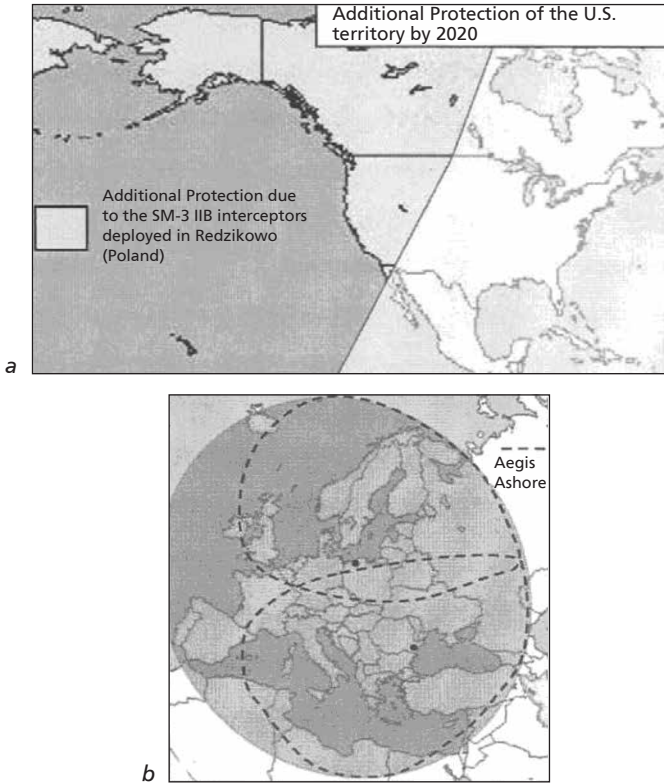 Additional Protection of the U.S.
territory by 2020
Additional Protection due
to the SM-3 IIB interceptors
deployed in Redzikowo
(Poland)
a
Aegis
Ashore
b